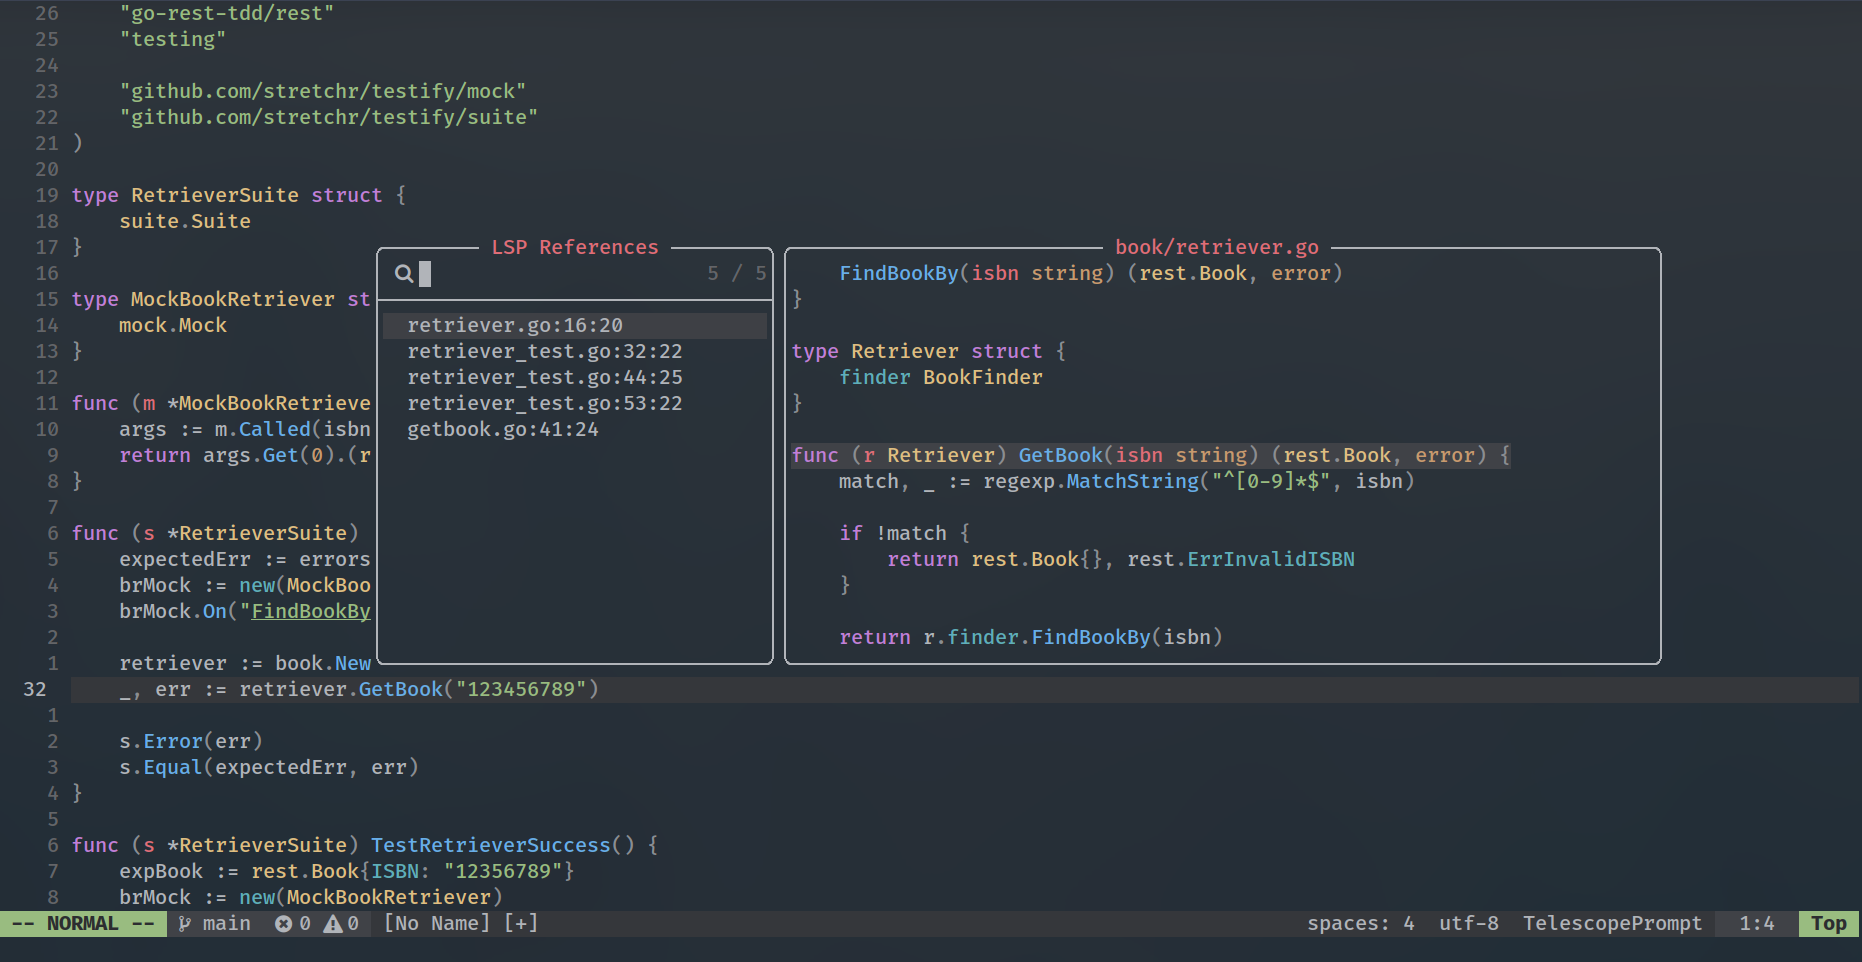 26 "go-rest-tdd/rest"
25 "testing"
24
23 "github.com/stretchr/testify/mock"
22 "github.com/stretchr/testify/suite"
21 )
20
19 type RetrieverSuite struct {
18 suite.Suite
17 }
16
15 type MockBookRetriever st
14 mock.Mock
13 }
12
11 func (m *MockBookRetrieve
10 args := m.Called(isbn
9 return args.Get(0).(r
8 }
7
6 func (s *RetrieverSuite)
5 expectedErr := errors
4 brMock := new(MockBoo
3 brMock.On("FindBookBy
2
1 retriever := book.New
32 _, err := retriever.GetBook("123456789")
1
2 s.Error(err)
3 s.Equal(expectedErr, err)
4 }
5
6 func (s *RetrieverSuite) TestRetrieverSuccess() {
7 expBook := rest.Book{ISBN: "12356789"}
8 brMock := new(MockBookRetriever)
LSP References
5 / 5
retriever.go:16:20
retriever_test.go:32:22
retriever_test.go:44:25
retriever_test.go:53:22
getbook.go:41:24
book/retriever.go
FindBookBy(isbn string) (rest.Book, error)
}
type Retriever struct {
finder BookFinder
}
func (r Retriever) GetBook(isbn string) (rest.Book, error) {
match, _ := regexp.MatchString("^[0-9]*$", isbn)
if !match {
return rest.Book{}, rest.ErrInvalidISBN
}
return r.finder.FindBookBy(isbn)
-- NORMAL -- main 0 0 [No Name] [+] spaces: 4 utf-8 TelescopePrompt 1:4 Top